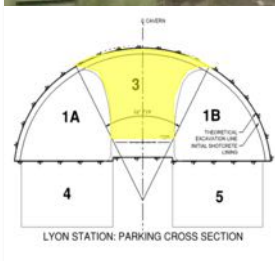 ℄ CAVERN
3
1A
1B
THEORETICAL
EXCAVATION LINE
INITIAL SHOTCRETE
LINING
4
5
LYON STATION: PARKING CROSS SECTION